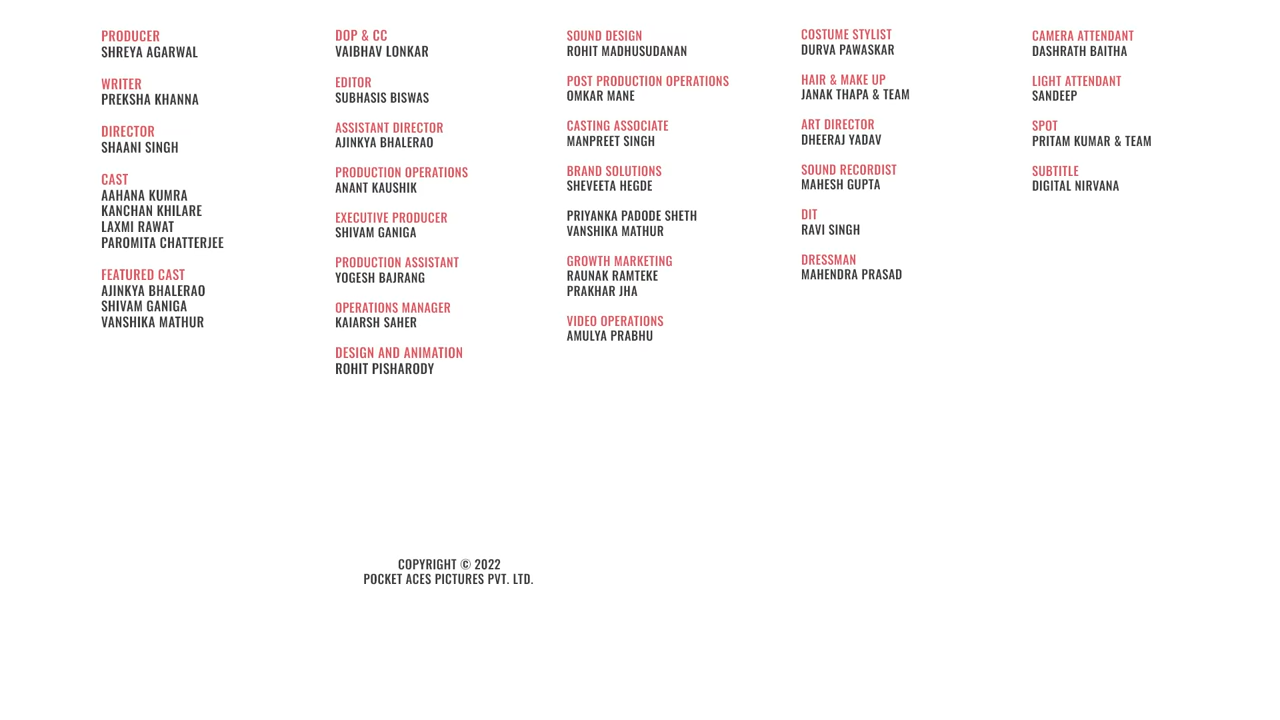 PRODUCER
SHREYA AGARWAL
WRITER
PREKSHA KHANNA
DIRECTOR
SHAANI SINGH
CAST
AAHANA KUMRA
KANCHAN KHILARE
LAXMI RAWAT
PAROMITA CHATTERJEE
FEATURED CAST
AJINKYA BHALERAO
SHIVAM GANIGA
VANSHIKA MATHUR
DOP & CC
VAIBHAV LONKAR
EDITOR
SUBHASIS BISWAS
ASSISTANT DIRECTOR
AJINKYA BHALERAO
PRODUCTION OPERATIONS
ANANT KAUSHIK
EXECUTIVE PRODUCER
SHIVAM GANIGA
PRODUCTION ASSISTANT
YOGESH BAJRANG
OPERATIONS MANAGER
KAIARSH SAHER
DESIGN AND ANIMATION
ROHIT PISHARODY
SOUND DESIGN
ROHIT MADHUSUDANAN
POST PRODUCTION OPERATIONS
OMKAR MANE
CASTING ASSOCIATE
MANPREET SINGH
BRAND SOLUTIONS
SHEVEETA HEGDE
PRIYANKA PADODE SHETH
VANSHIKA MATHUR
GROWTH MARKETING
RAUNAK RAMTEKE
PRAKHAR JHA
VIDEO OPERATIONS
AMULYA PRABHU
COSTUME STYLIST
DURVA PAWASKAR
HAIR & MAKE UP
JANAK THAPA & TEAM
ART DIRECTOR
DHEERAJ YADAV
SOUND RECORDIST
MAHESH GUPTA
DIT
RAVI SINGH
DRESSMAN
MAHENDRA PRASAD
CAMERA ATTENDANT
DASHRATH BAITHA
LIGHT ATTENDANT
SANDEEP
SPOT
PRITAM KUMAR & TEAM
SUBTITLE
DIGITAL NIRVANA
COPYRIGHT © 2022
POCKET ACES PICTURES PVT. LTD.